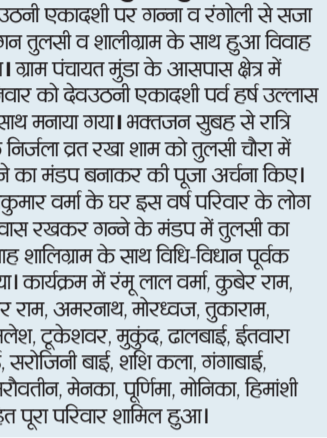 उठनी एकादशी पर गन्ना व रंगोली से सजा
तुलसी व शालीग्राम के साथ हुआ विवाह
। ग्राम पंचायत मुंडा के आसपास क्षेत्र में
वार को देवउठनी एकादशी पर्व हर्ष उल्लास
साथ मनाया गया। भक्तजन सुबह से रात्रि
निर्जला व्रत रखा शाम को तुलसी चौरा में
ने का मंडप बनाकर की पूजा अर्चना किए।
कुमार वर्मा के घर इस वर्ष परिवार के लोग
वास रखकर गन्ने के मंडप में तुलसी का
ाह शालिग्राम के साथ विधि-विधान पूर्वक
या। कार्यक्रम में रंमू लाल वर्मा, कुबेर राम,
र राम, अमरनाथ, मोरध्वज, तुकाराम,
लेश, टूकेशवर, मुकुंद, ढालबाई, ईतवारा
, सरोजिनी बाई, शशि कला, गंगाबाई,
रौवतीन, मेनका, पूर्णिमा, मोनिका, हिमांशी
हत पूरा परिवार शामिल हुआ।